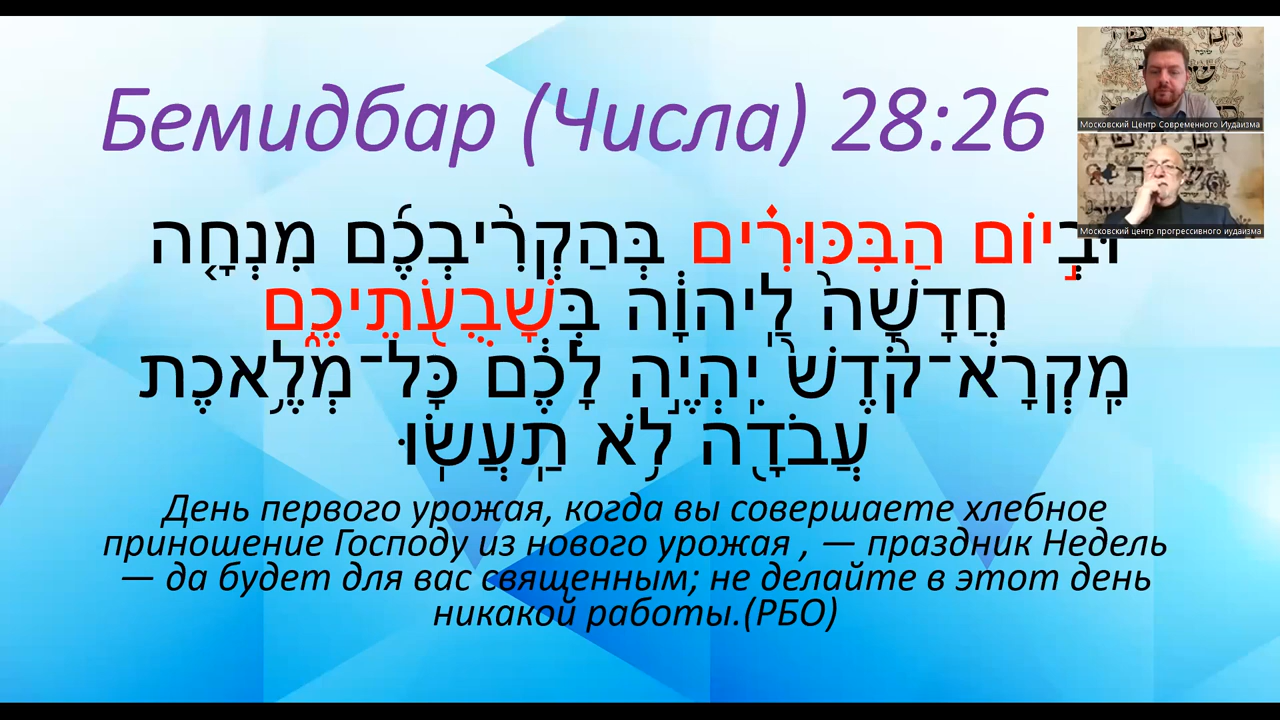 Бемидбар (Числа) 28:26
Московский Центр Современного Иудаизма
Московский центр прогрессивного иудаизма
וּבְי֣וֹם הַבִּכּוּרִ֗ים בְּהַקְרִ֨יבְכֶ֜ם מִנְחָ֤ה
חֲדָשָׁה֙ לַֽיהוָ֔ה בְּשָׁבֻעֹ֖תֵיכֶ֑ם
מִֽקְרָא־קֹ֙דֶשׁ֙ יִֽהְיֶ֣ה לָכֶ֔ם כָּל־מְלֶ֥אכֶת
עֲבֹדָ֖ה לֹ֥א תַֽעֲשֽׂוּ
День первого урожая, когда вы совершаете хлебное
приношение Господу из нового урожая , — праздник Недель
— да будет для вас священным; не делайте в этот день
никакой работы.(РБО)